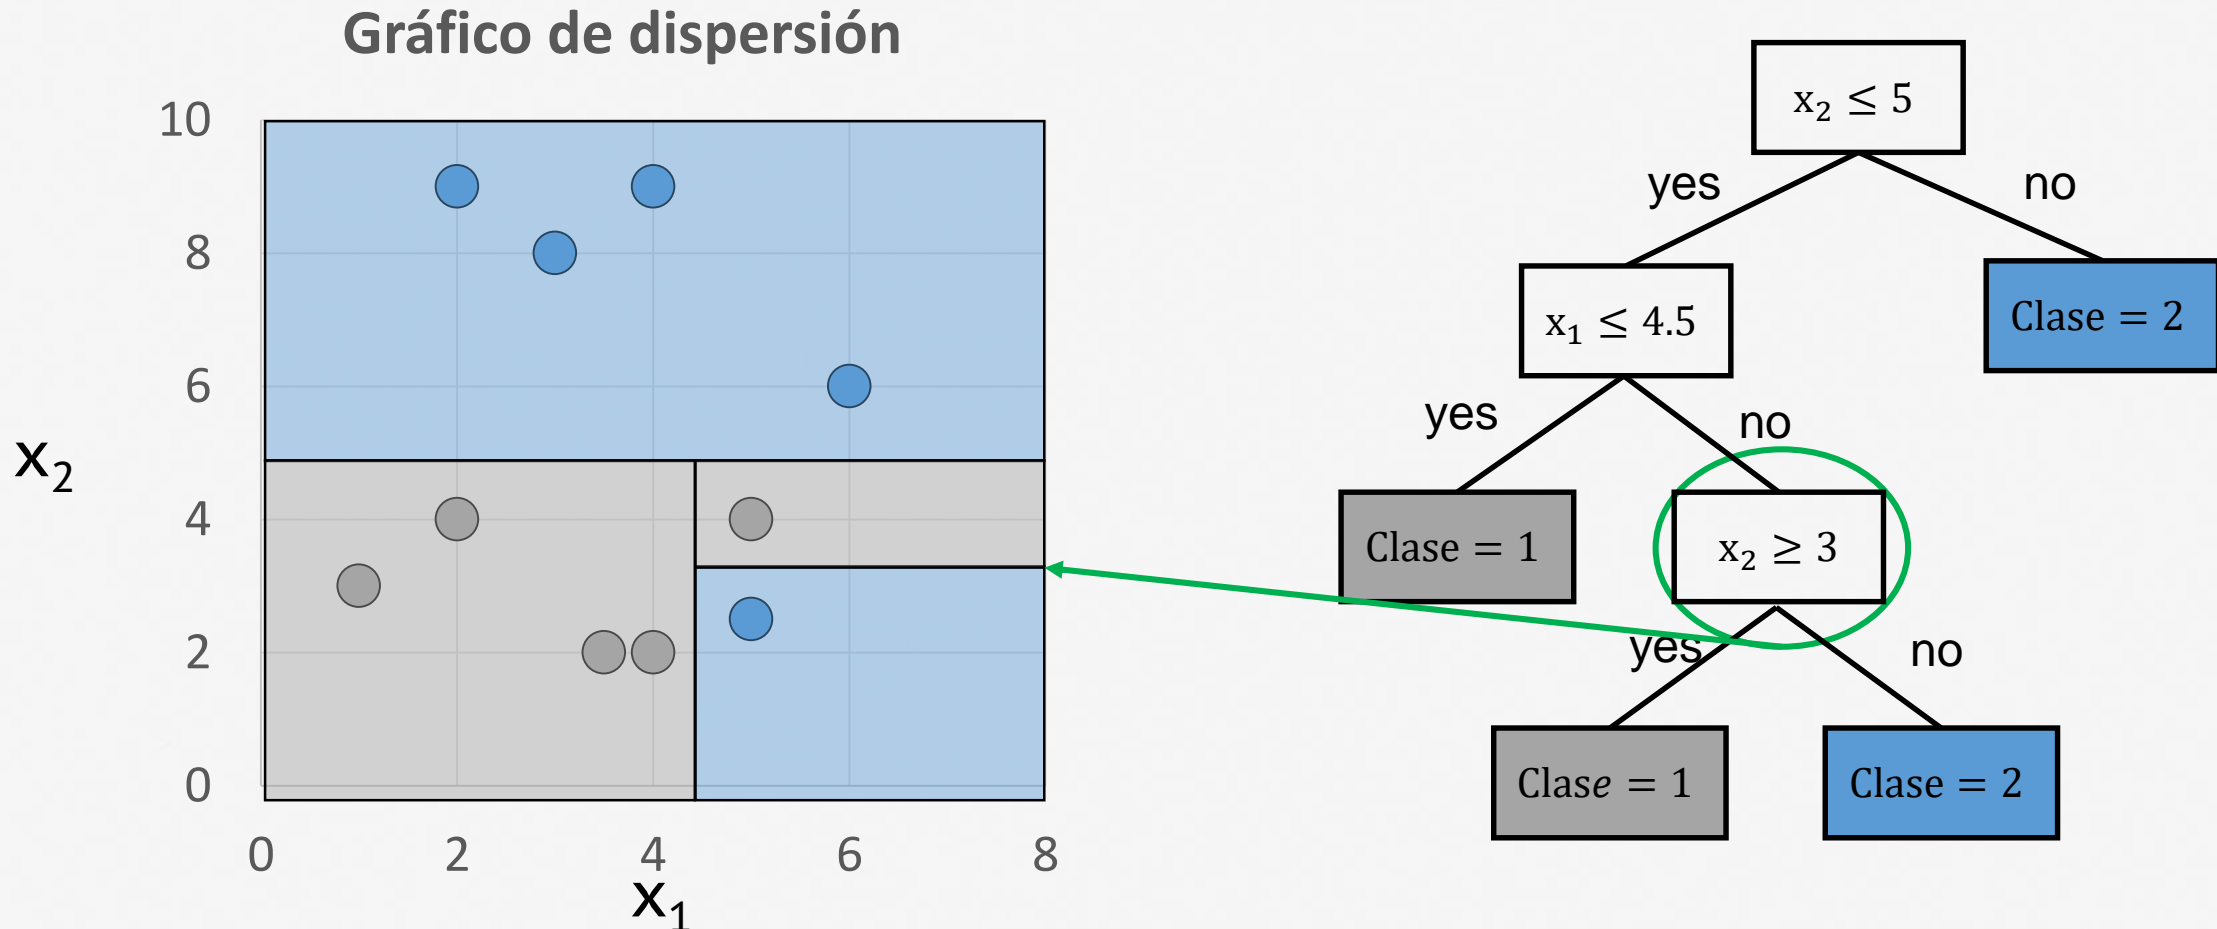 Gráfico de dispersión
10
8
6
4
2
0
0 2 4 6 8
x₂
x₁
x₂ ≤ 5
yes no
x₁ ≤ 4.5
Clase = 2
yes no
Clase = 1
x₂ ≥ 3
yes no
Clase = 1
Clase = 2